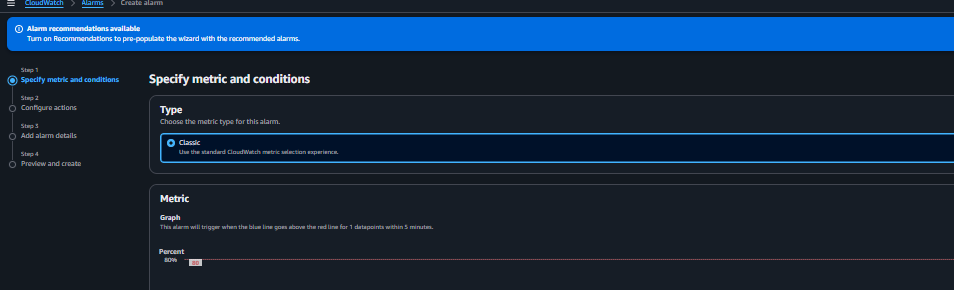 CloudWatch > Alarms > Create alarm
Alarm recommendations available
Turn on Recommendations to pre-populate the wizard with the recommended alarms.
Step 1
Specify metric and conditions
Step 2
Configure actions
Step 3
Add alarm details
Step 4
Preview and create
Specify metric and conditions
Type
Choose the metric type for this alarm.
Classic
Use the standard CloudWatch metric selection experience.
Metric
Graph
This alarm will trigger when the blue line goes above the red line for 1 datapoints within 5 minutes.
Percent
80%
80